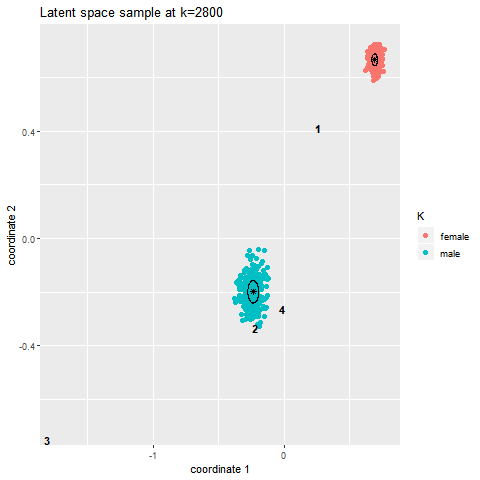 Latent space sample at k=2800
1
0.4
K
female
coordinate 2
0.0
male
4
2
-0.4
3
-1
0
coordinate 1